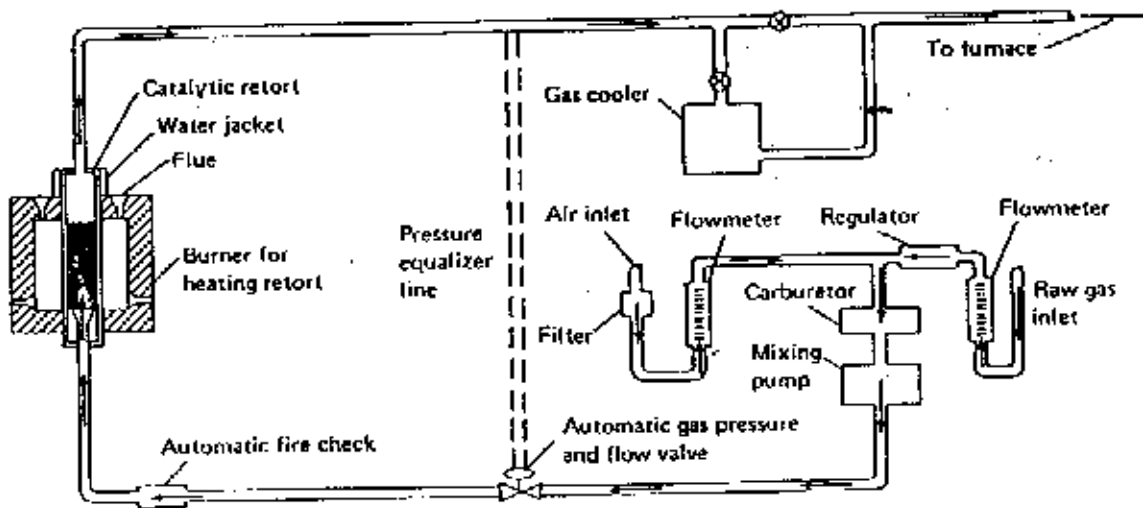 To furnace
Catalytic retort
Gas cooler
Water jacket
Flue
Air inlet
Flowmeter
Regulator
Flowmeter
Pressure
equalizer
line
Burner for
heating retort
Carburator
Raw gas
inlet
Filter
Mixing
pump
Automatic gas pressure
and flow valve
Automatic fire check